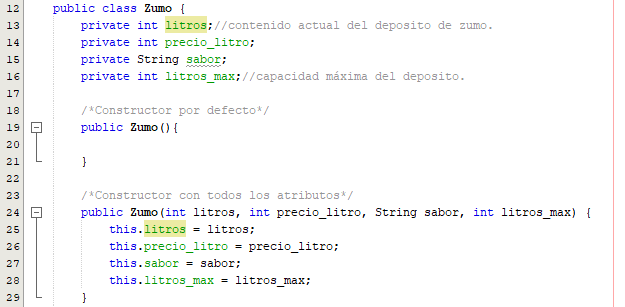 12 public class Zumo {
13 private int litros;//contenido actual del deposito de zumo.
14 private int precio_litro;
15 private String sabor;
16 private int litros_max;//capacidad máxima del deposito.
17
18 /*Constructor por defecto*/
19 public Zumo(){
20
21 }
22
23 /*Constructor con todos los atributos*/
24 public Zumo(int litros, int precio_litro, String sabor, int litros_max) {
25 this.litros = litros;
26 this.precio_litro = precio_litro;
27 this.sabor = sabor;
28 this.litros_max = litros_max;
29 }